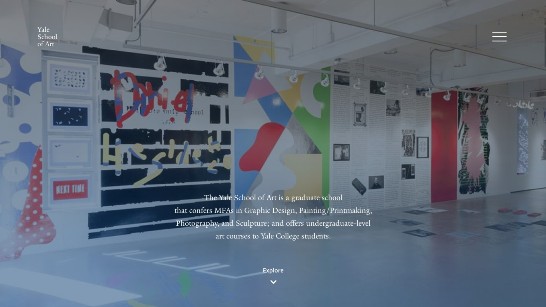 Yale
School
of Art
NEXT TIME
The Yale School of Art is a graduate school
that confers MFAs in Graphic Design, Painting/Printmaking,
Photography, and Sculpture; and offers undergraduate-level
art courses to Yale College students.
Explore